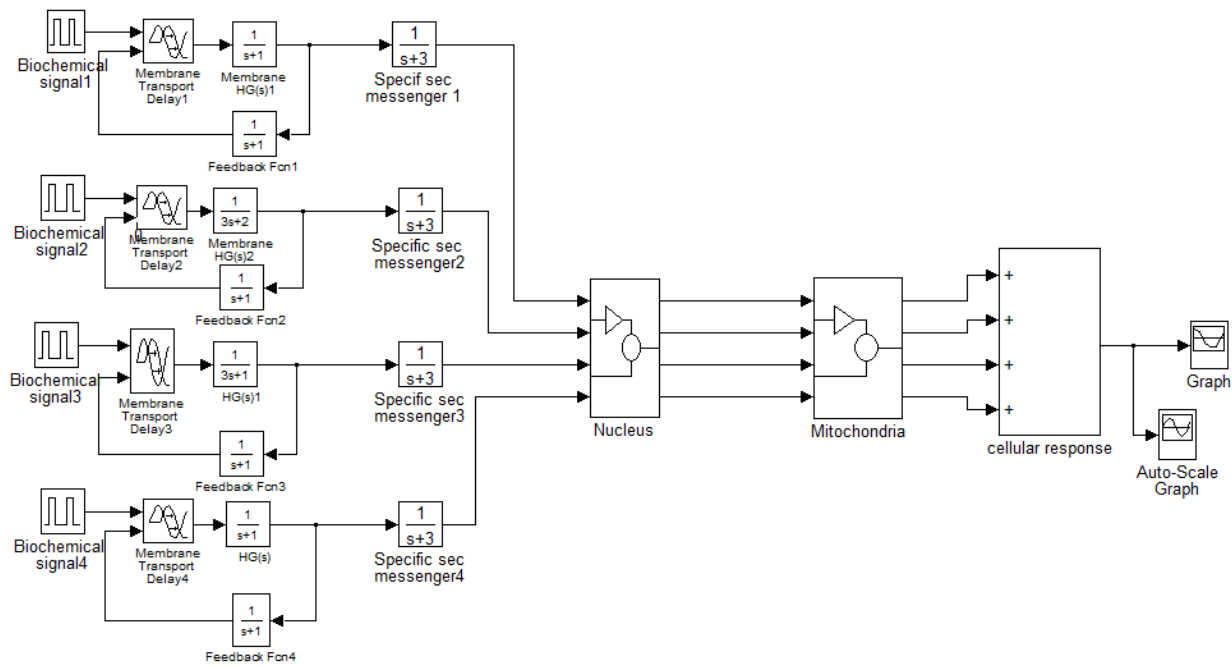 Biochemical
signal1
Membrane
Transport
Delay1
1
s+1
Membrane
HG(s)1
1
s+3
Specif sec
messenger 1
1
s+1
Feedback Fcn1
Biochemical
signal2
0
Membrane
Transport
Delay2
1
3s+2
Membrane
HG(s)2
1
s+3
Specific sec
messenger2
1
s+1
Feedback Fcn2
Biochemical
signal3
Membrane
Transport
Delay3
1
3s+1
HG(s)1
1
s+3
Specific sec
messenger3
1
s+1
Feedback Fcn3
Biochemical
signal4
Membrane
Transport
Delay4
1
s+1
HG(s)
1
s+3
Specific sec
messenger4
1
s+1
Feedback Fcn4
Nucleus
Mitochondria
+
+
+
+
cellular response
Graph
Auto-Scale
Graph